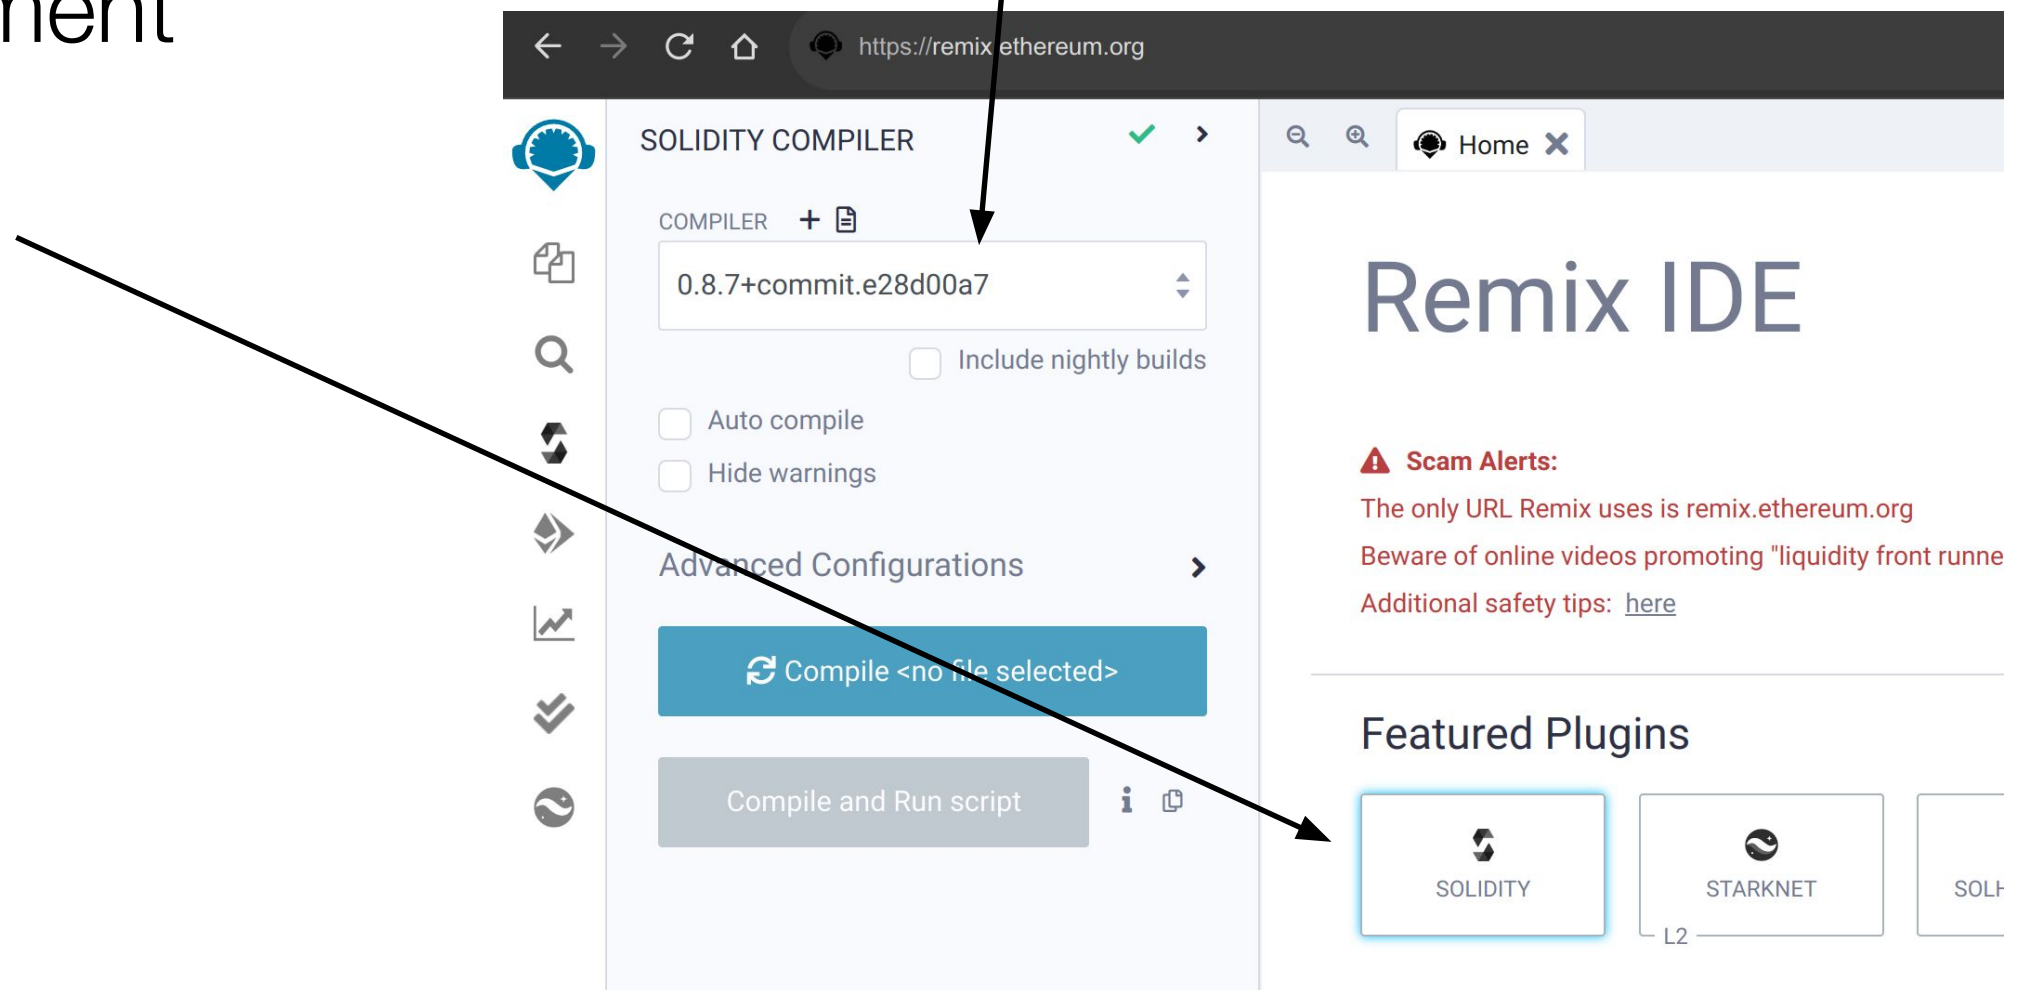 https://remix.ethereum.org
SOLIDITY COMPILER
Home
COMPILER
0.8.7+commit.e28d00a7
Include nightly builds
Auto compile
Hide warnings
Advanced Configurations
Compile <no file selected>
Compile and Run script
Remix IDE
Scam Alerts:
The only URL Remix uses is remix.ethereum.org
Beware of online videos promoting "liquidity front runne
Additional safety tips: here
Featured Plugins
SOLIDITY
STARKNET
L2